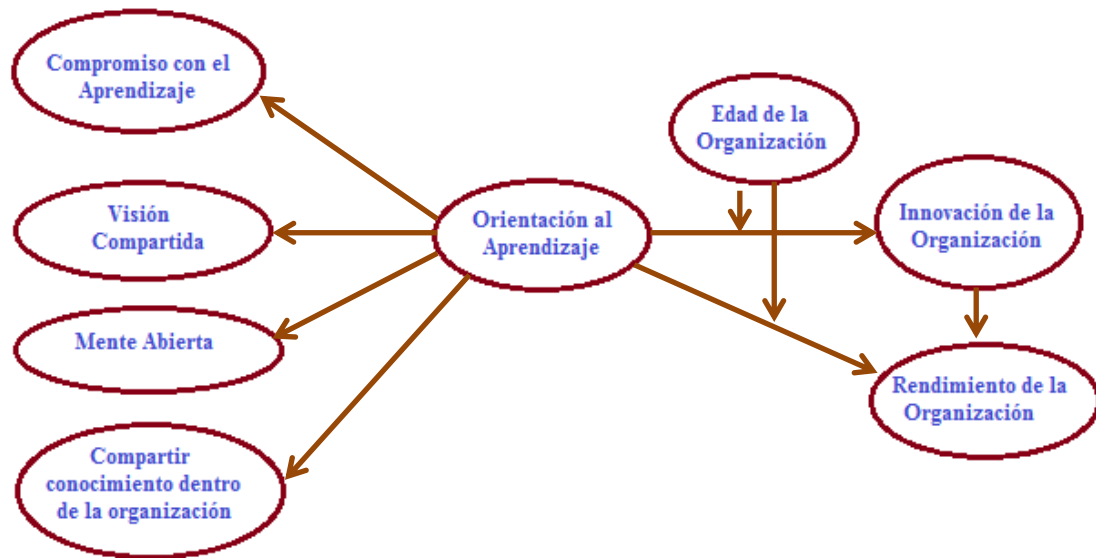 Compromiso con el
Aprendizaje
Edad de la
Organización
Visión
Compartida
Orientación al
Aprendizaje
Innovación de la
Organización
Mente Abierta
Rendimiento de la
Organización
Compartir
conocimiento dentro
de la organización